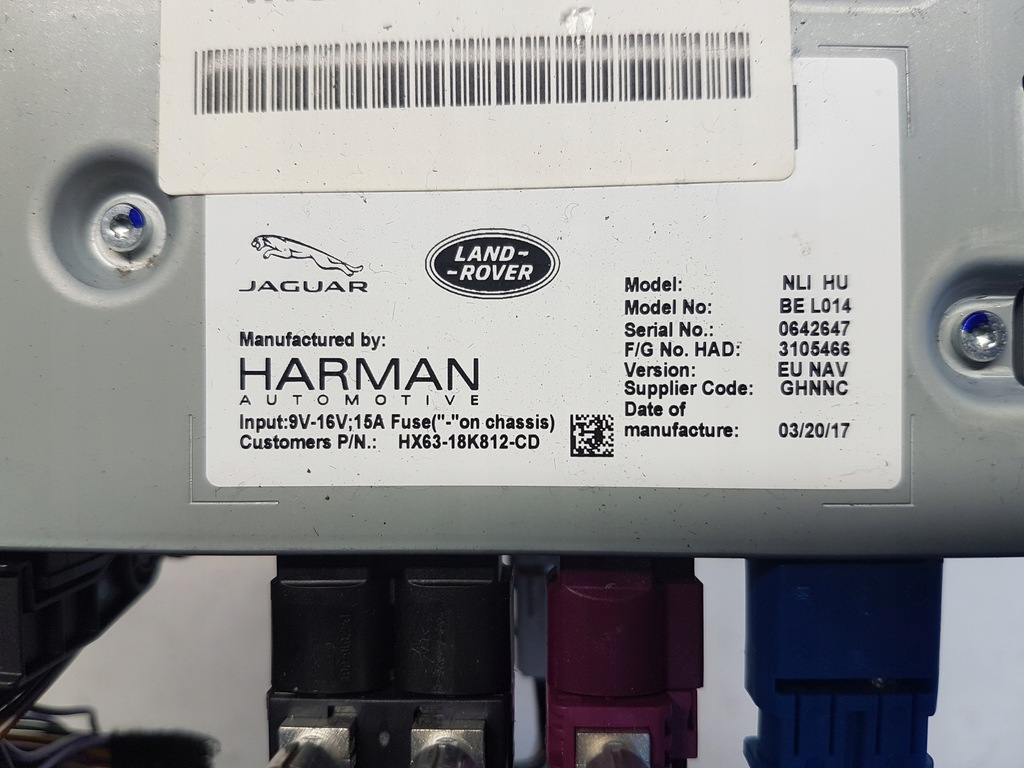 JAGUAR
LAND-
-ROVER
Manufactured by:
HARMAN
AUTOMOTIVE
Input:9V-16V;15A Fuse("-"on chassis)
Customers P/N.: HX63-18K812-CD
Model: NLI HU
Model No: BE L014
Serial No.: 0642647
F/G No. HAD: 3105466
Version: EU NAV
Supplier Code: GHNNC
Date of
manufacture: 03/20/17